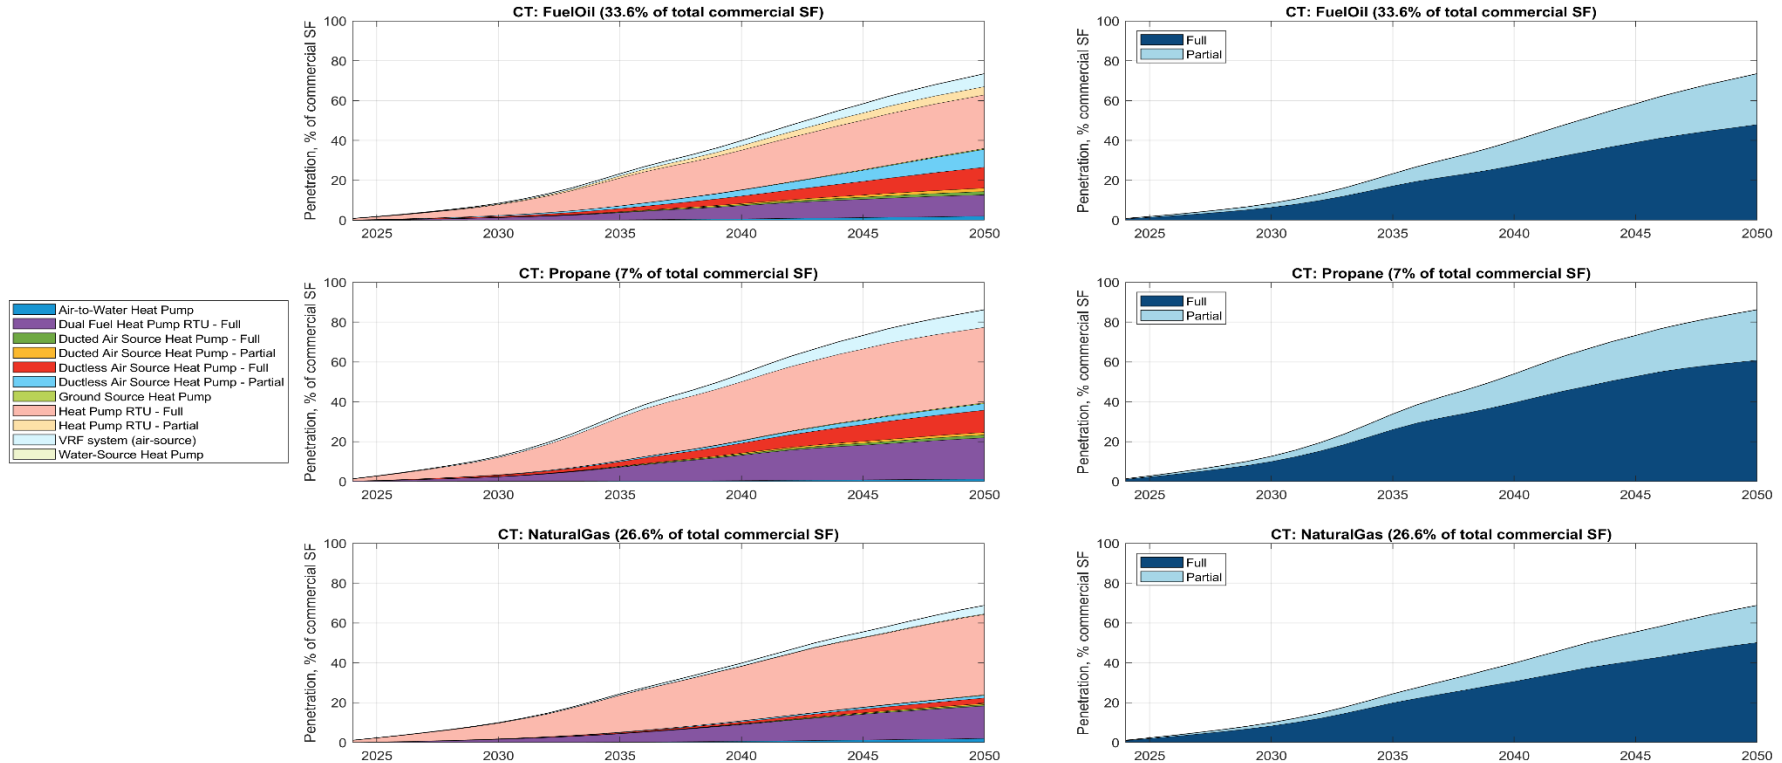 CT: FuelOil (33.6% of total commercial SF)
Penetration, % of commercial SF
100
80
60
40
20
0
2025 2030 2035 2040 2045 2050
CT: FuelOil (33.6% of total commercial SF)
Penetration, % commercial SF
100
80
60
40
20
0
Full
Partial
2025 2030 2035 2040 2045 2050
Air-to-Water Heat Pump
Dual Fuel Heat Pump RTU - Full
Ducted Air Source Heat Pump - Full
Ducted Air Source Heat Pump - Partial
Ductless Air Source Heat Pump - Full
Ductless Air Source Heat Pump - Partial
Ground Source Heat Pump
Heat Pump RTU - Full
Heat Pump RTU - Partial
VRF system (air-source)
Water-Source Heat Pump
CT: Propane (7% of total commercial SF)
Penetration, % of commercial SF
100
80
60
40
20
0
2025 2030 2035 2040 2045 2050
CT: Propane (7% of total commercial SF)
Penetration, % commercial SF
100
80
60
40
20
0
Full
Partial
2025 2030 2035 2040 2045 2050
CT: NaturalGas (26.6% of total commercial SF)
Penetration, % of commercial SF
100
80
60
40
20
0
2025 2030 2035 2040 2045 2050
CT: NaturalGas (26.6% of total commercial SF)
Penetration, % commercial SF
100
80
60
40
20
0
Full
Partial
2025 2030 2035 2040 2045 2050